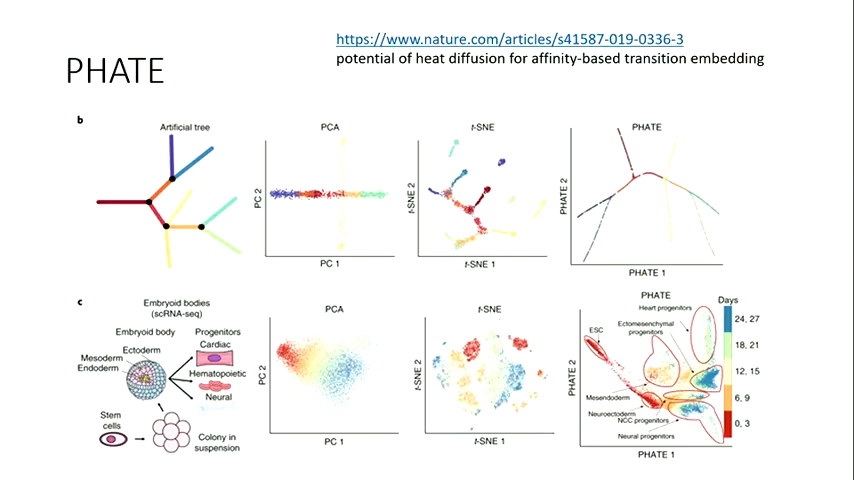 https://www.nature.com/articles/s41587-019-0336-3
potential of heat diffusion for affinity-based transition embedding
PHATE
b
Artificial tree
PCA
PC 2
PC 1
t-SNE
t-SNE 2
t-SNE 1
PHATE
PHATE 2
PHATE 1
c
Embryoid bodies
(scRNA-seq)
Embryoid body
Progenitors
Cardiac
Ectoderm
Mesoderm
Endoderm
Hematopoietic
Neural
Stem
cells
Colony in
suspension
PCA
PC 2
PC 1
t-SNE
t-SNE 2
t-SNE 1
PHATE
Heart progenitors
Ectomesenchymal
progenitors
ESC
Mesendoderm
Neuroectoderm
NCC progenitors
Neural progenitors
PHATE 2
PHATE 1
Days
24, 27
18, 21
12, 15
6, 9
0, 3